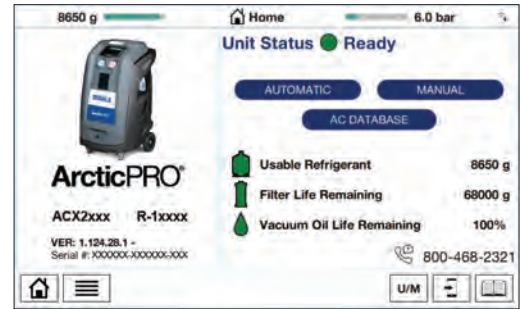 8650 g Home 6.0 bar
Unit Status Ready
AUTOMATIC MANUAL
AC DATABASE
ArcticPRO®
ACX2xxx R-1xxxx
VER: 1.124.28.1 -
Serial #: XXXXXX-XXXXXX-XXX
Usable Refrigerant 8650 g
Filter Life Remaining 68000 g
Vacuum Oil Life Remaining 100%
800-468-2321
U/M